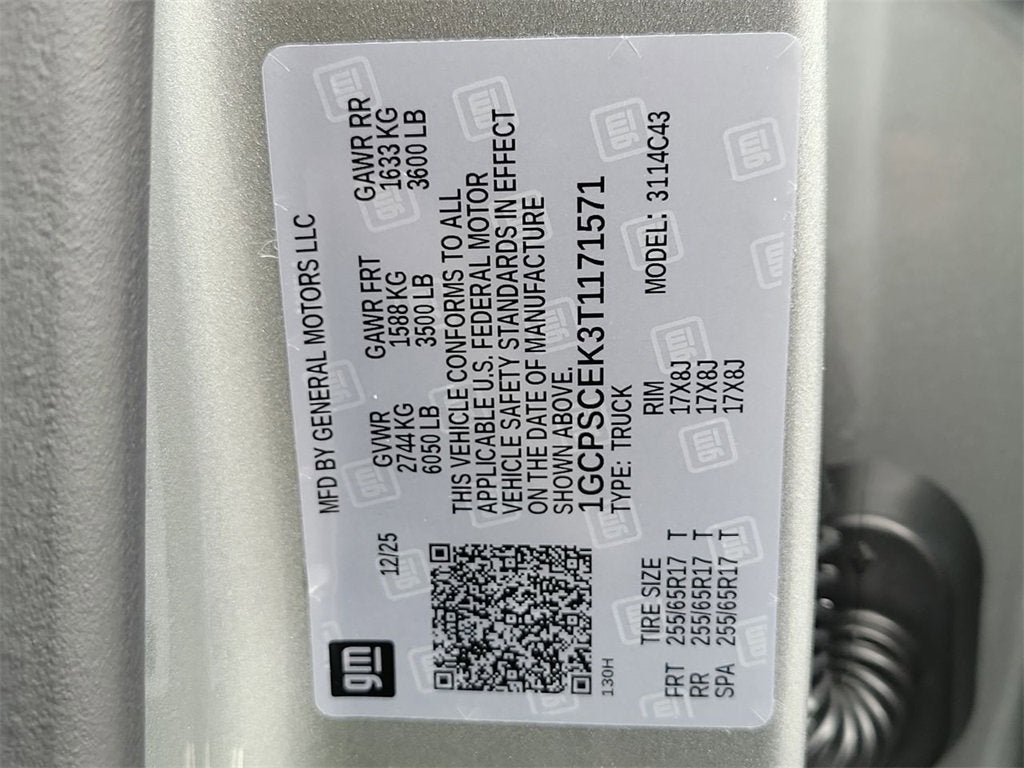 gm
MFD BY GENERAL MOTORS LLC
12/25
GVWR GAWR FRT GAWR RR
2744 KG 1588 KG 1633 KG
6050 LB 3500 LB 3600 LB
THIS VEHICLE CONFORMS TO ALL
APPLICABLE U.S. FEDERAL MOTOR
VEHICLE SAFETY STANDARDS IN EFFECT
ON THE DATE OF MANUFACTURE
SHOWN ABOVE.
1GCPSCEK3T1171571
TYPE: TRUCK
MODEL: 3114C43
130H
TIRE SIZE RIM
FRT 255/65R17 T 17X8J
RR 255/65R17 T 17X8J
SPA 255/65R17 T 17X8J